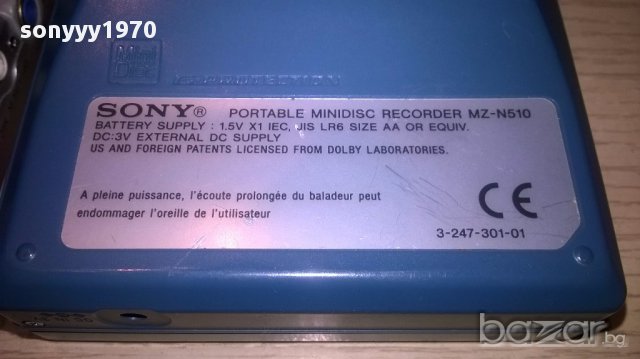 sonyyy1970
SONY® PORTABLE MINIDISC RECORDER MZ-N510
BATTERY SUPPLY : 1.5V X1 IEC, JIS LR6 SIZE AA OR EQUIV.
DC:3V EXTERNAL DC SUPPLY
US AND FOREIGN PATENTS LICENSED FROM DOLBY LABORATORIES.
A pleine puissance, l'écoute prolongée du baladeur peut
endommager l'oreille de l'utilisateur
CE
3-247-301-01
bazar.bg